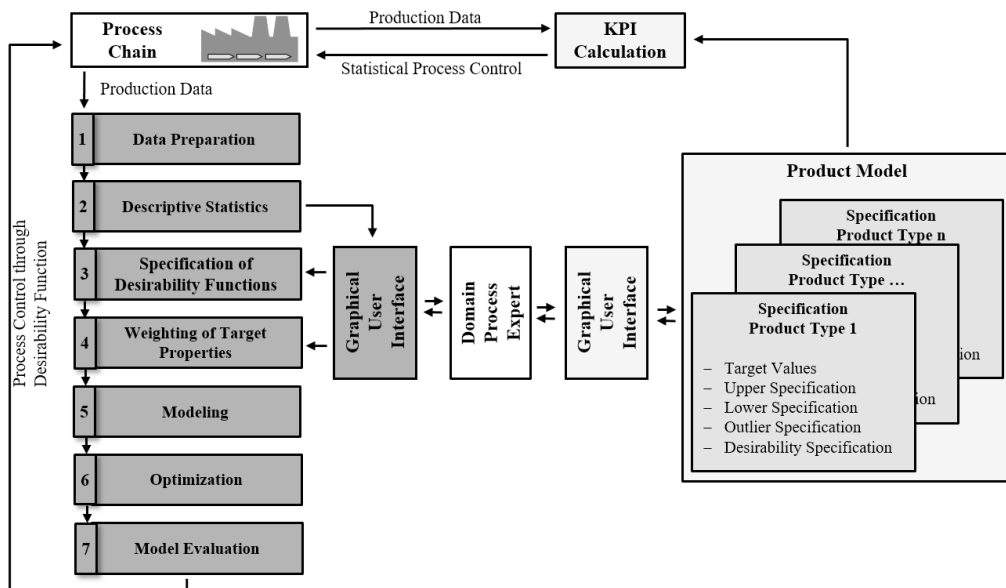 Process
Chain
Production Data
Statistical Process Control
KPI
Calculation
Production Data
1 Data Preparation
2 Descriptive Statistics
3 Specification of
Desirability Functions
4 Weighting of Target
Properties
5 Modeling
6 Optimization
7 Model Evaluation
Process Control through
Desirability Function
Graphical
User
Interface
Domain
Process
Expert
Graphical
User
Interface
Product Model
Specification
Product Type n
Specification
Product Type ...
Specification
Product Type 1
– Target Values
– Upper Specification
– Lower Specification
– Outlier Specification
– Desirability Specification